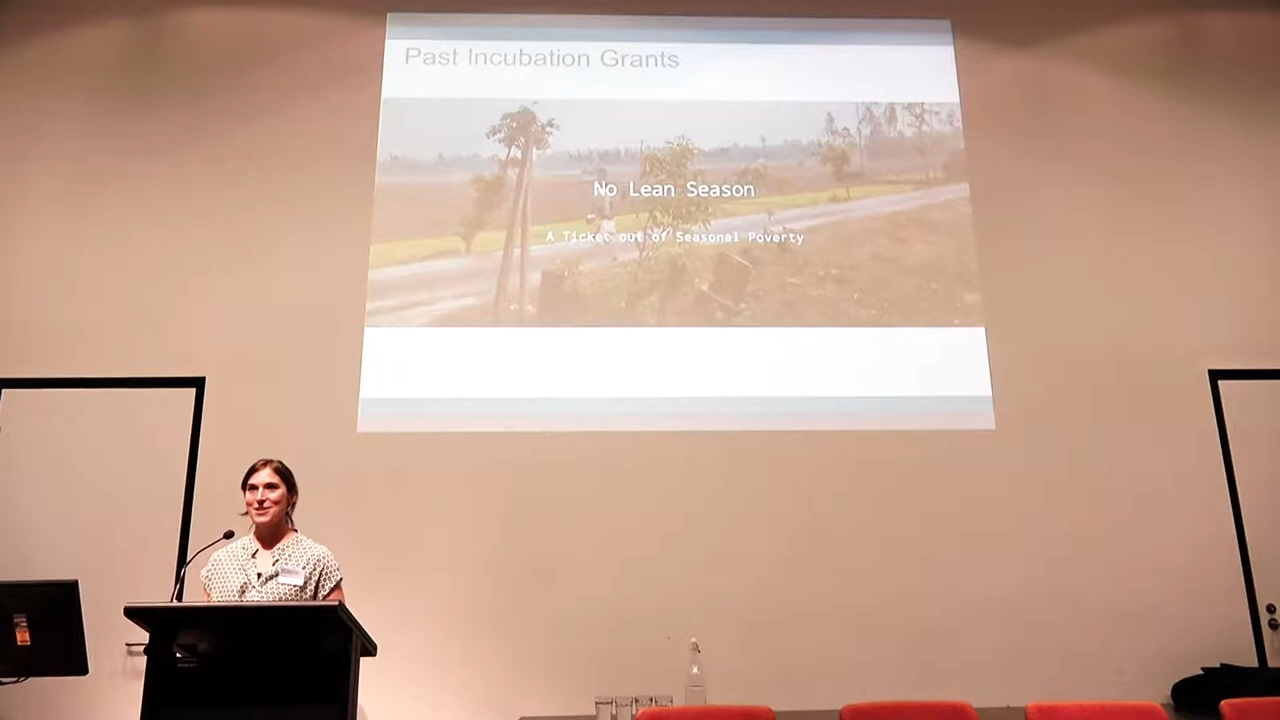 Past Incubation Grants
No Lean Season
A Ticket out of Seasonal Poverty